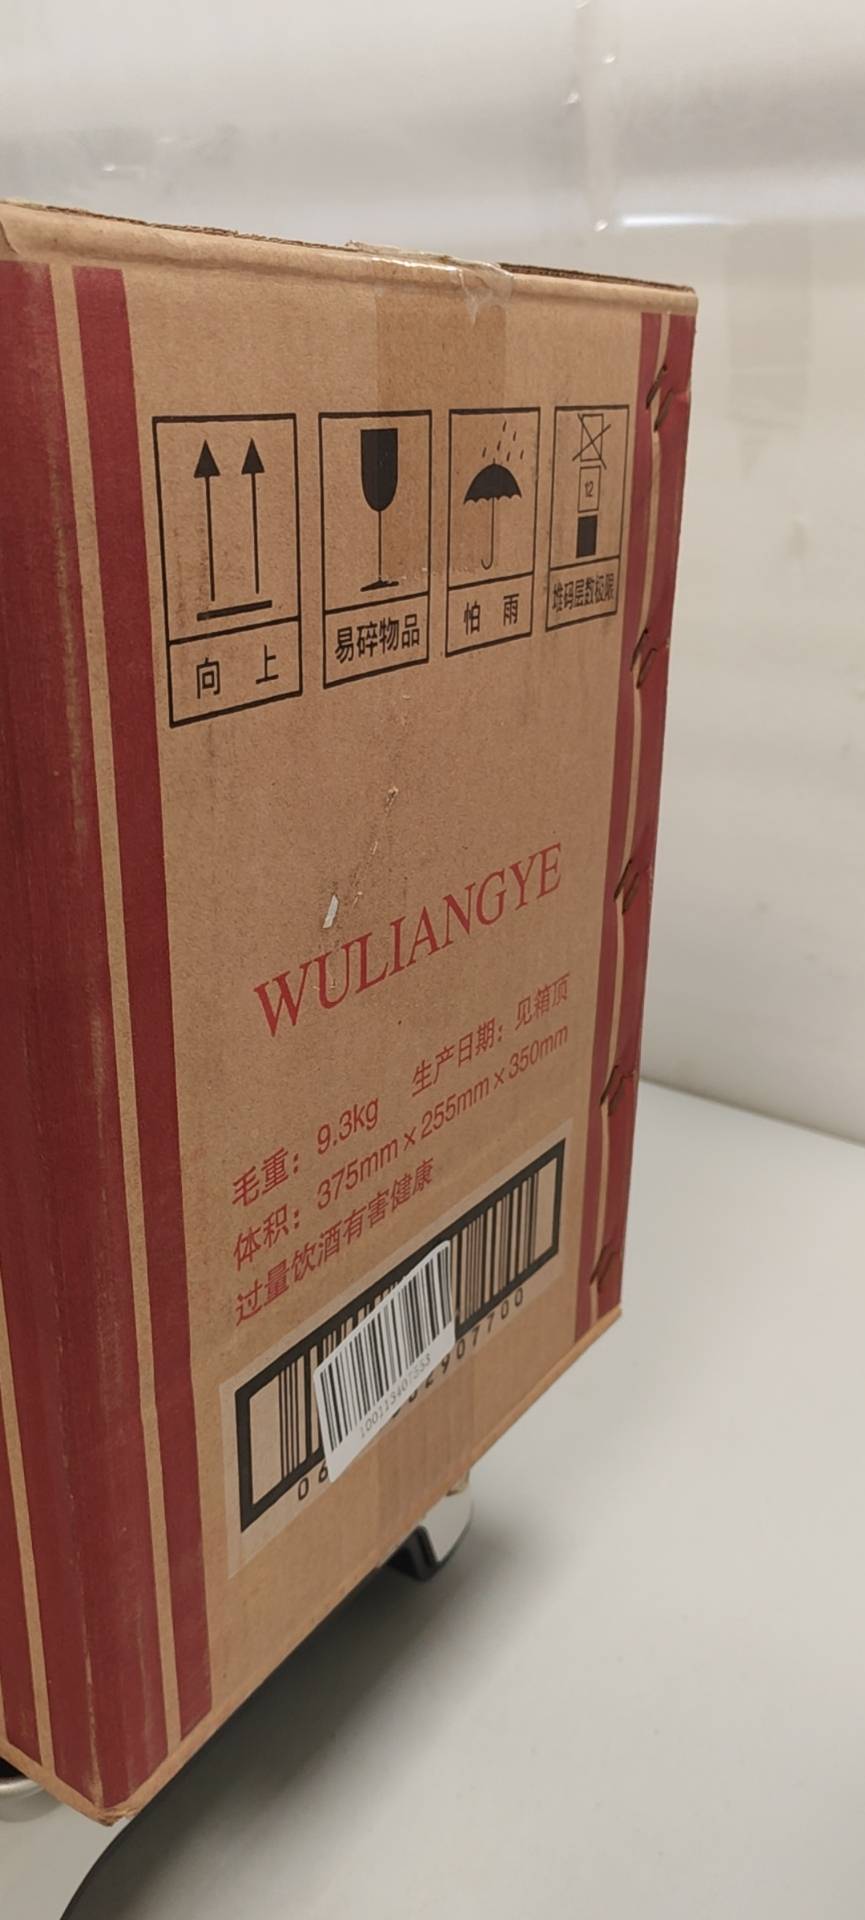 12
向 上
易碎物品
怕 雨
堆码层数极限
WULIANGYE
毛重：9.3kg 生产日期：见箱顶
体积：375mm×255mm×350mm
过量饮酒有害健康